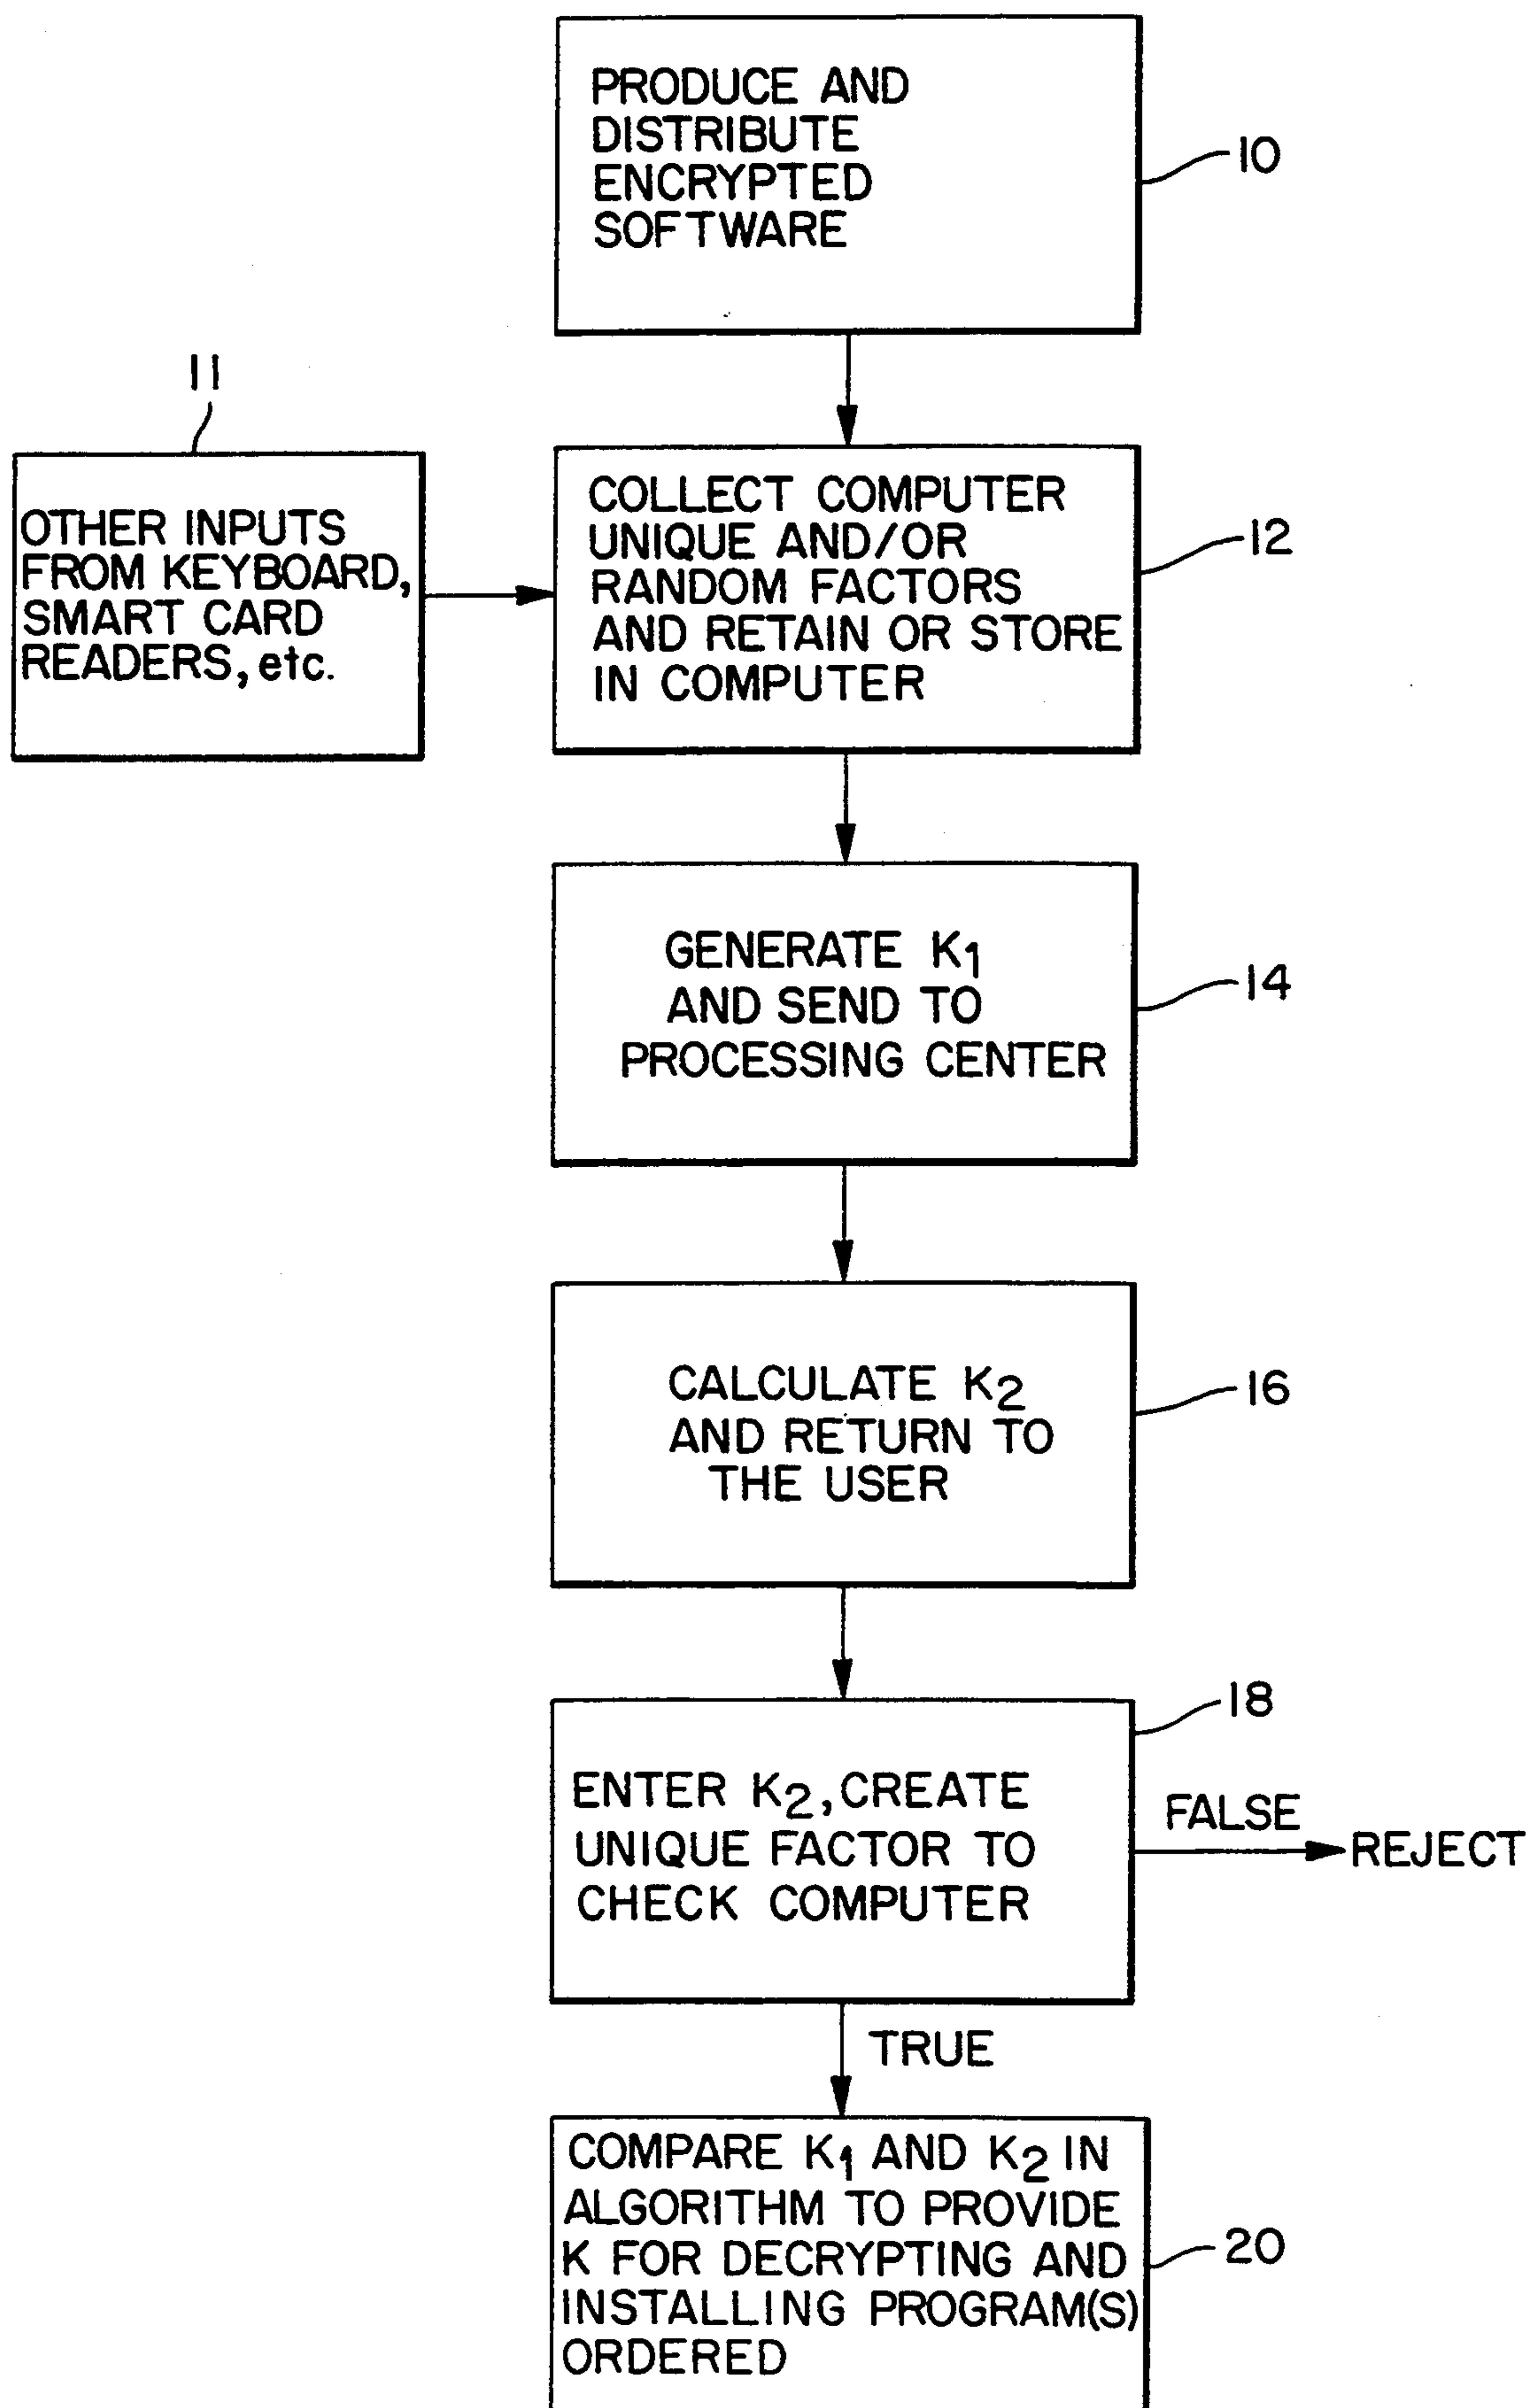 PRODUCE AND
DISTRIBUTE
ENCRYPTED
SOFTWARE
10
11
OTHER INPUTS
FROM KEYBOARD,
SMART CARD
READERS, etc.
COLLECT COMPUTER
UNIQUE AND/OR
RANDOM FACTORS
AND RETAIN OR STORE
IN COMPUTER
12
GENERATE K1
AND SEND TO
PROCESSING CENTER
14
CALCULATE K2
AND RETURN TO
THE USER
16
18
ENTER K2, CREATE
UNIQUE FACTOR TO
CHECK COMPUTER
FALSE
REJECT
TRUE
COMPARE K1 AND K2 IN
ALGORITHM TO PROVIDE
K FOR DECRYPTING AND
INSTALLING PROGRAM(S)
ORDERED
20